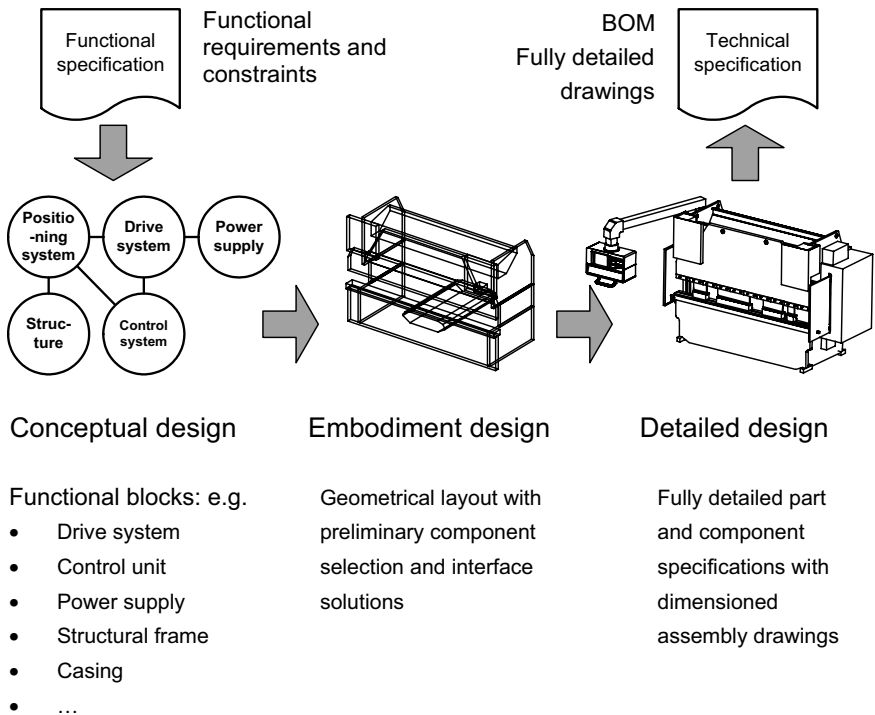 Functional
specification
Functional
requirements and
constraints
BOM
Fully detailed
drawings
Technical
specification
Positio
-ning
system
Drive
system
Power
supply
Struc-
ture
Control
system
Conceptual design
Embodiment design
Detailed design
Functional blocks: e.g.
• Drive system
• Control unit
• Power supply
• Structural frame
• Casing
• …
Geometrical layout with
preliminary component
selection and interface
solutions
Fully detailed part
and component
specifications with
dimensioned
assembly drawings